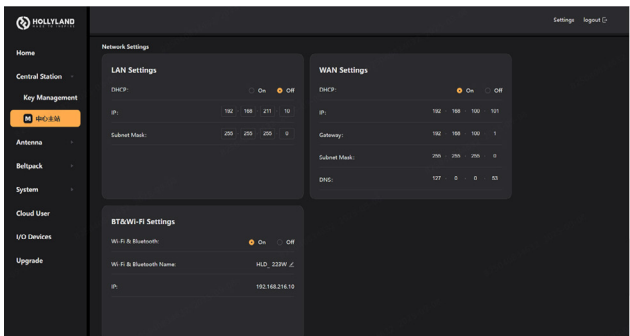 HOLLYLAND
Settings
logout
Home
Central Station
Key Management
M 中心主站
Antenna
Beltpack
System
Cloud User
I/O Devices
Upgrade
Network Settings
LAN Settings
DHCP: On Off
IP: 192 · 168 · 211 · 10
Subnet Mask: 255 · 255 · 255 · 0
WAN Settings
DHCP: On Off
IP: 192 · 168 · 100 · 101
Gateway: 192 · 168 · 100 · 1
Subnet Mask: 255 · 255 · 255 · 0
DNS: 127 · 0 · 0 · 53
BT&Wi-Fi Settings
Wi-Fi & Bluetooth: On Off
Wi-Fi & Bluetooth Name: HLD_223W
IP: 192.168.216.10